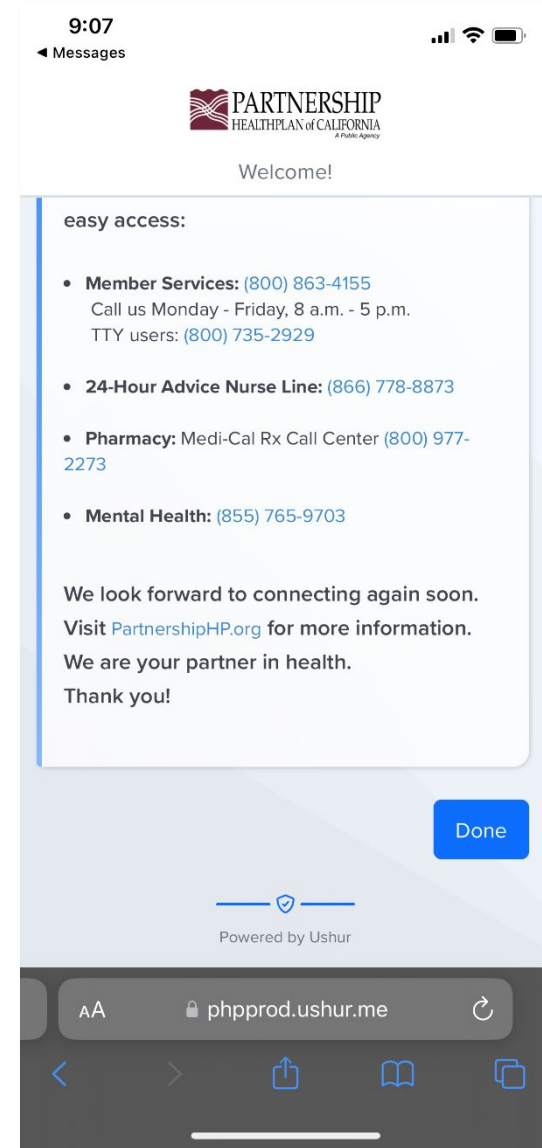 9:07
◀ Messages
PARTNERSHIP
HEALTHPLAN of CALIFORNIA
A Public Agency
Welcome!
easy access:
• Member Services: (800) 863-4155
Call us Monday - Friday, 8 a.m. - 5 p.m.
TTY users: (800) 735-2929
• 24-Hour Advice Nurse Line: (866) 778-8873
• Pharmacy: Medi-Cal Rx Call Center (800) 977-
2273
• Mental Health: (855) 765-9703
We look forward to connecting again soon.
Visit PartnershipHP.org for more information.
We are your partner in health.
Thank you!
Done
Powered by Ushur
AA phpprod.ushur.me